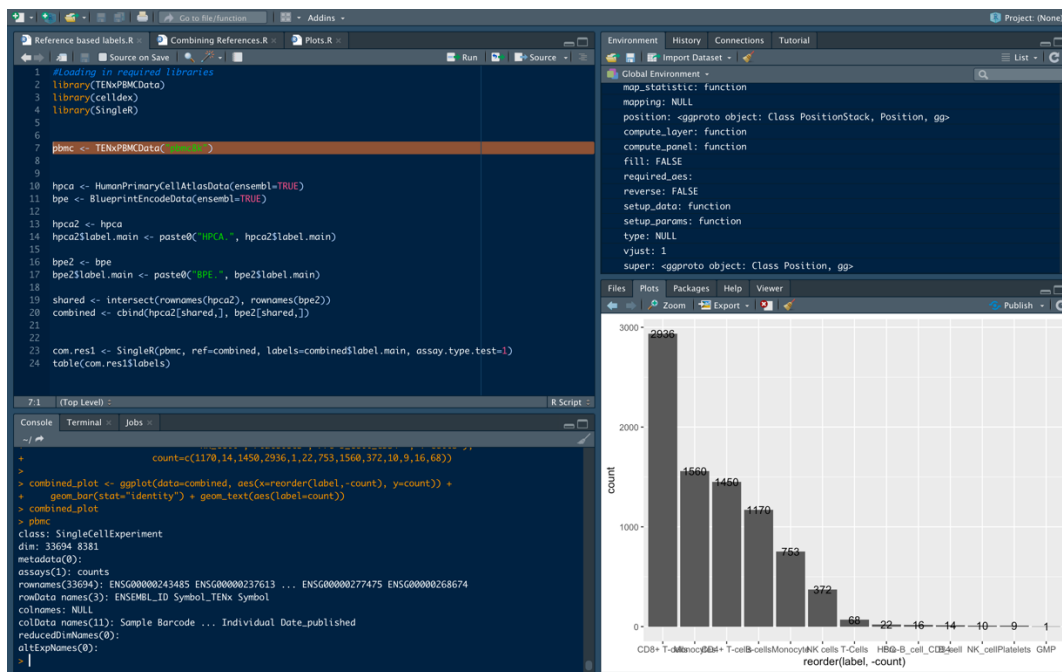 Go to file/function
Addins
Project: (None)
Reference based labels.R
Combining References.R
Plots.R
Source on Save
Run
Source
1 #Loading in required libraries
2 library(TENxPBMCData)
3 library(celldex)
4 library(SingleR)
5
6
7 pbmc <- TENxPBMCData("pbmc8k")
8
9
10 hpca <- HumanPrimaryCellAtlasData(ensembl=TRUE)
11 bpe <- BlueprintEncodeData(ensembl=TRUE)
12
13 hpca2 <- hpca
14 hpca2$label.main <- paste0("HPCA.", hpca2$label.main)
15
16 bpe2 <- bpe
17 bpe2$label.main <- paste0("BPE.", bpe2$label.main)
18
19 shared <- intersect(rownames(hpca2), rownames(bpe2))
20 combined <- cbind(hpca2[shared,], bpe2[shared,])
21
22
23 com.res1 <- SingleR(pbmc, ref=combined, labels=combined$label.main, assay.type.test=1)
24 table(com.res1$labels)
7:1 (Top Level) R Script
Console Terminal Jobs
~/
+ count=c(1170,14,1450,2936,1,22,753,1560,372,10,9,16,68))
>
> combined_plot <- ggplot(data=combined, aes(x=reorder(label,-count), y=count)) +
+ geom_bar(stat="identity") + geom_text(aes(label=count))
> combined_plot
> pbmc
class: SingleCellExperiment
dim: 33694 8381
metadata(0):
assays(1): counts
rownames(33694): ENSG00000243485 ENSG00000237613 ... ENSG00000277475 ENSG00000268674
rowData names(3): ENSEMBL_ID Symbol_TENx Symbol
colnames: NULL
colData names(11): Sample Barcode ... Individual Date_published
reducedDimNames(0):
altExpNames(0):
>
Environment History Connections Tutorial
Import Dataset
List
Global Environment
map_statistic: function
mapping: NULL
position: <ggproto object: Class PositionStack, Position, gg>
compute_layer: function
compute_panel: function
fill: FALSE
required_aes:
reverse: FALSE
setup_data: function
setup_params: function
type: NULL
vjust: 1
super: <ggproto object: Class Position, gg>
Files Plots Packages Help Viewer
Zoom Export Publish
3000
2000
1000
0
count
2936
1560
1450
1170
753
372
68
22
16
14
10
9
1
CD8+ T-cells Monocytes CD4+ T-cells B-cells Monocyte NK cells T-Cells NK_cell Platelets GMP
reorder(label, -count)